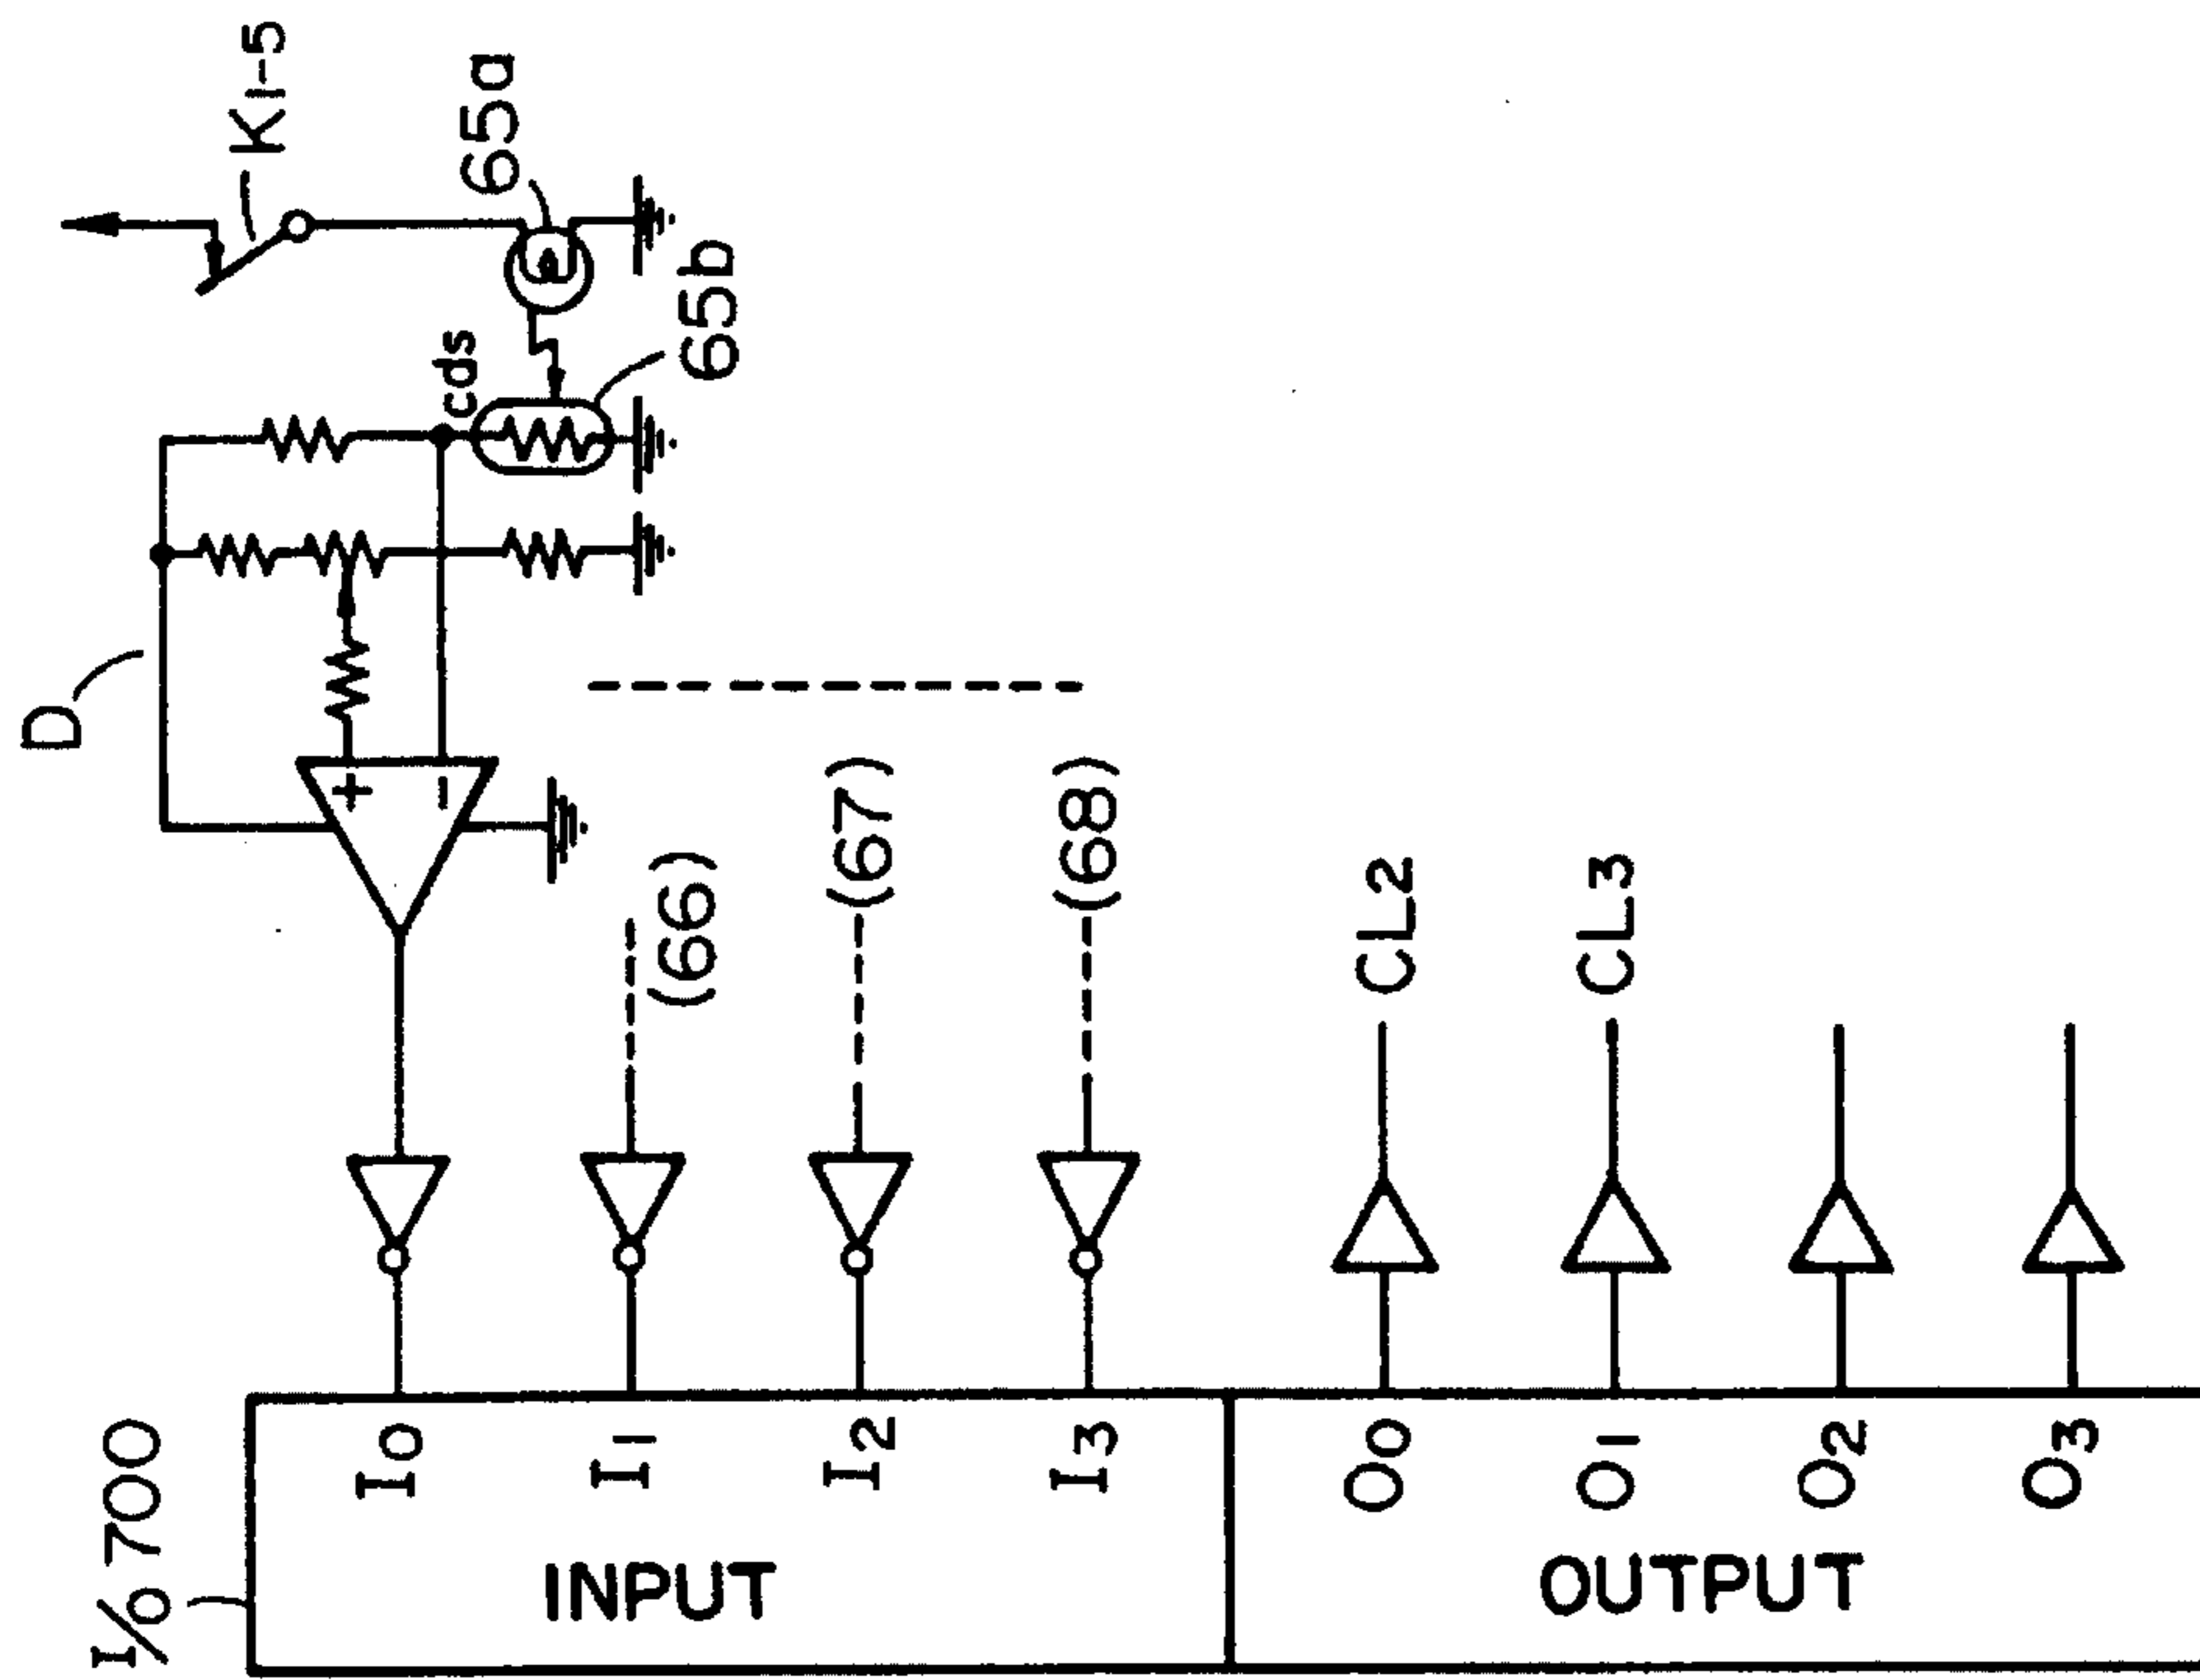 I/O 700
INPUT
I0
I1
I2
I3
OUTPUT
O0
O1
O2
O3
D
+
-
cds
K1-5
65a
65b
(66)
(67)
(68)
CL2
CL3